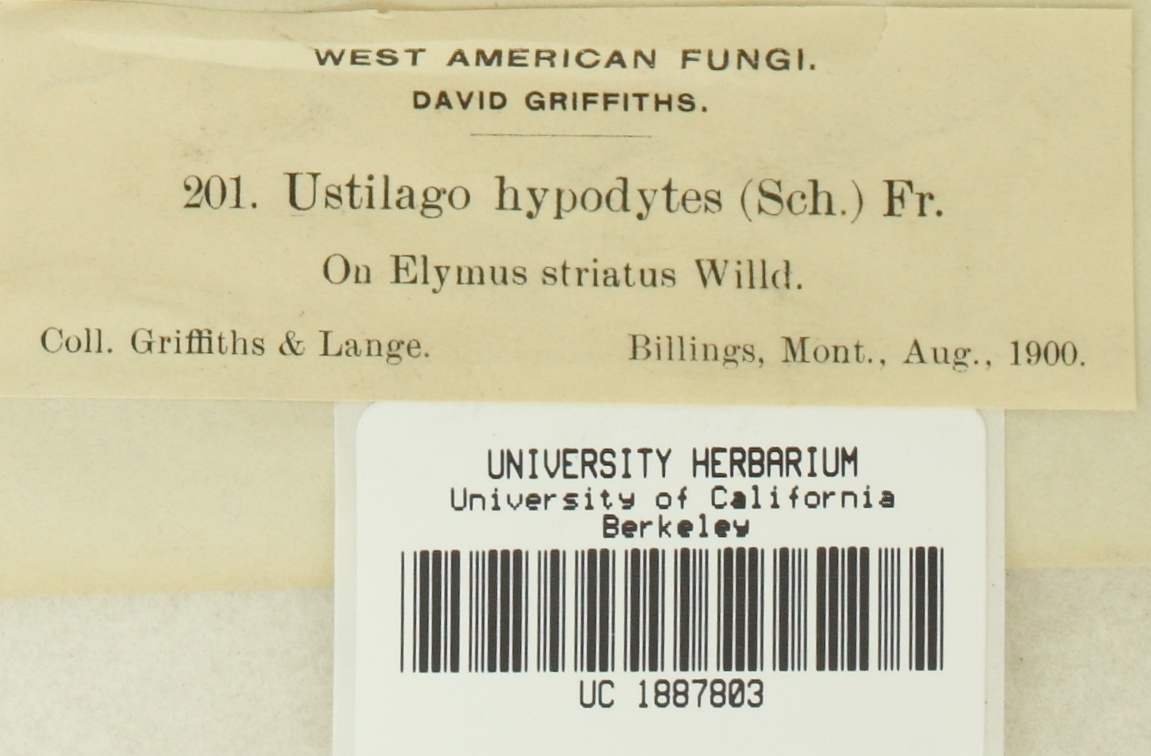 WEST AMERICAN FUNGI.
DAVID GRIFFITHS.
201. Ustilago hypodytes (Sch.) Fr.
On Elymus striatus Willd.
Coll. Griffiths & Lange. Billings, Mont., Aug., 1900.
UNIVERSITY HERBARIUM
University of California
Berkeley
UC 1887803